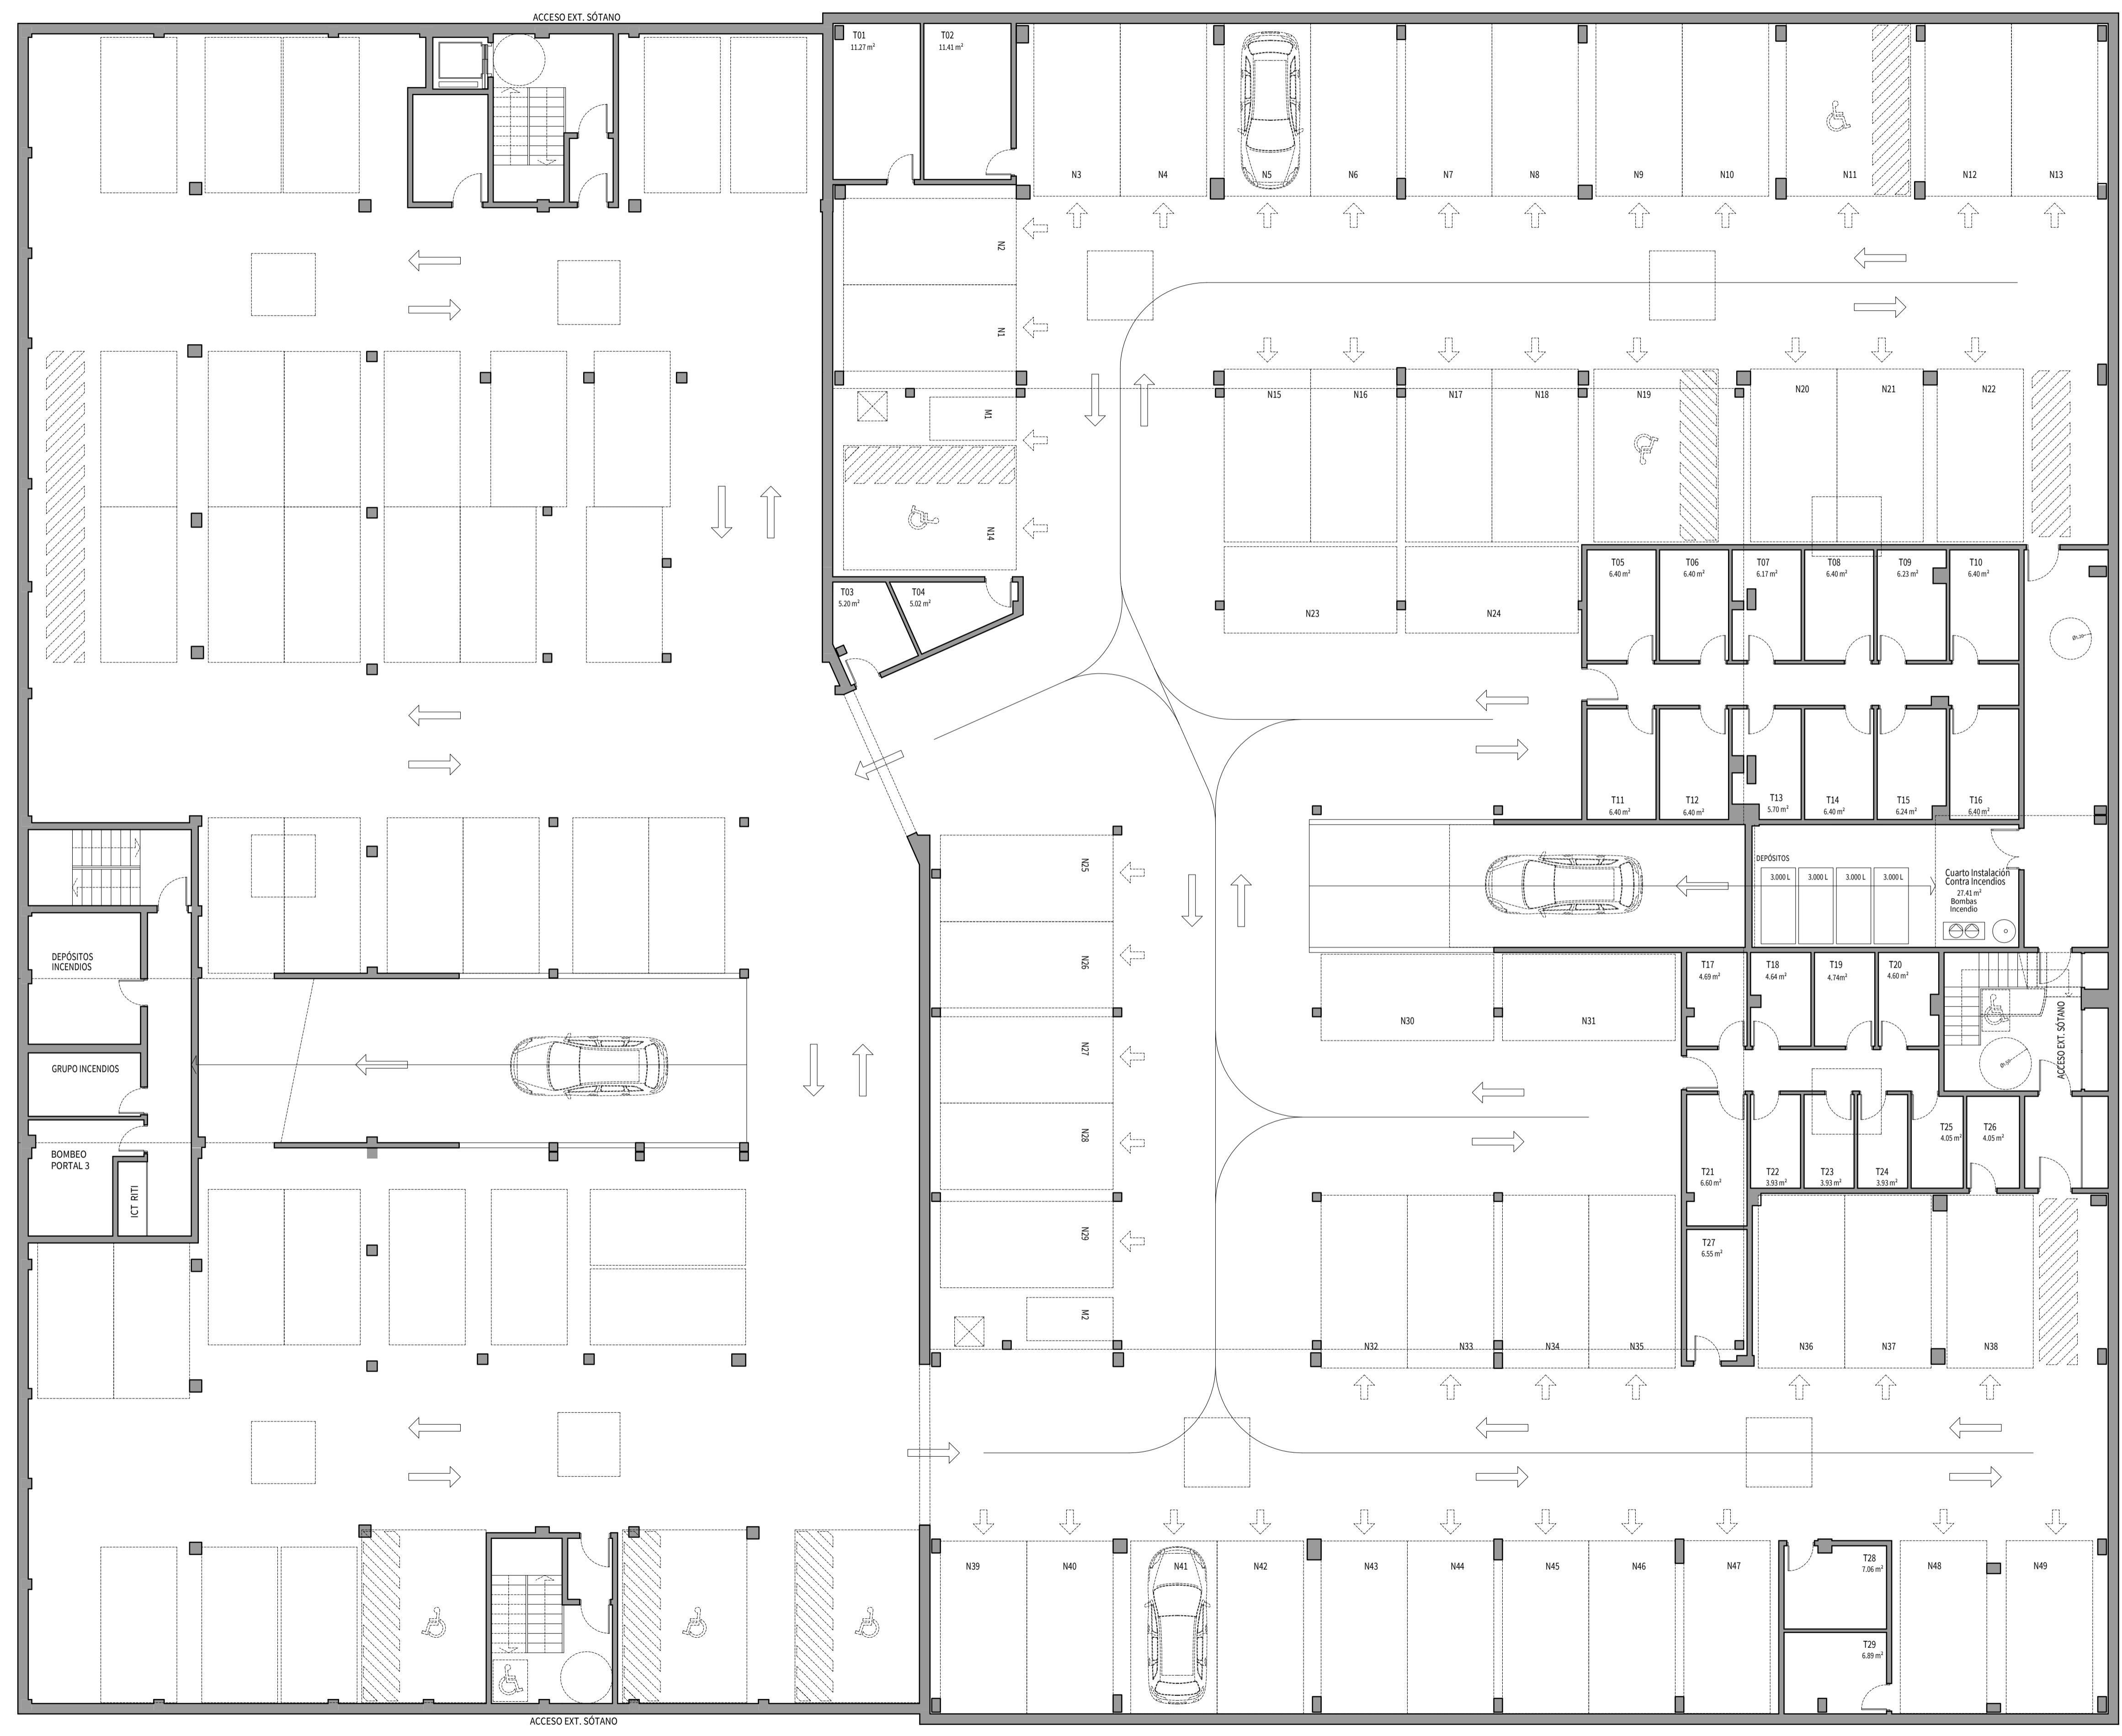 ACCESO EXT. SÓTANO
T01
11.27 m²
T02
11.41 m²
N3
N4
N5
N6
N7
N8
N9
N10
N11
N12
N13
N2
N1
M1
N14
N15
N16
N17
N18
N19
N20
N21
N22
T03
5.20 m²
T04
5.02 m²
N23
N24
T05
6.40 m²
T06
6.40 m²
T07
6.17 m²
T08
6.40 m²
T09
6.23 m²
T10
6.40 m²
Ø1.20
T11
6.40 m²
T12
6.40 m²
T13
5.70 m²
T14
6.40 m²
T15
6.24 m²
T16
6.40 m²
DEPÓSITOS
3.000 L
3.000 L
3.000 L
3.000 L
Cuarto Instalación
Contra Incendios
27.41 m²
Bombas
Incendio
N25
N26
N27
N28
N29
M2
DEPÓSITOS
INCENDIOS
GRUPO INCENDIOS
BOMBEO
PORTAL 3
ICT RITI
N30
N31
T17
4.69 m²
T18
4.64 m²
T19
4.74m²
T20
4.60 m²
Ø1.50
ACCESO EXT. SÓTANO
T21
6.60 m²
T22
3.93 m²
T23
3.93 m²
T24
3.93 m²
T25
4.05 m²
T26
4.05 m²
T27
6.55 m²
N32
N33
N34
N35
N36
N37
N38
N39
N40
N41
N42
N43
N44
N45
N46
N47
T28
7.06 m²
T29
6.89 m²
N48
N49
ACCESO EXT. SÓTANO